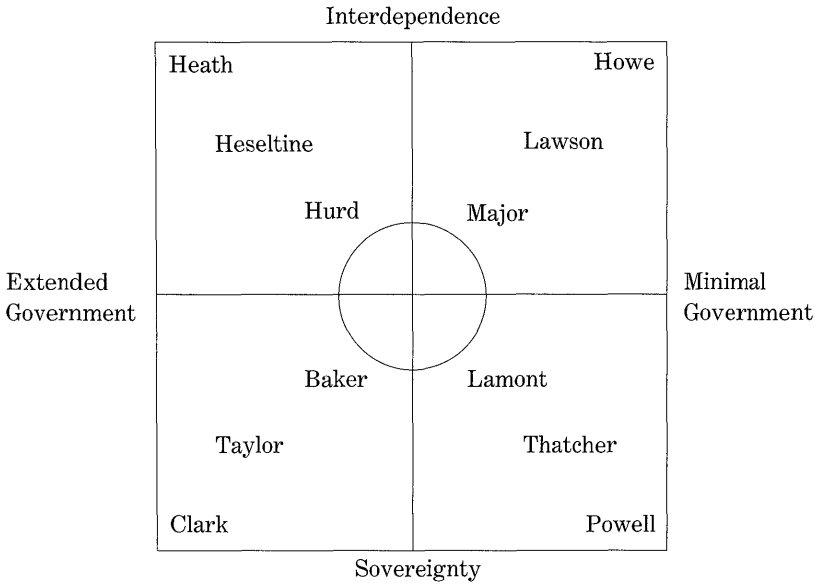 Interdependence
Heath
Howe
Heseltine
Lawson
Hurd
Major
Extended
Government
Minimal
Government
Baker
Lamont
Taylor
Thatcher
Clark
Powell
Sovereignty